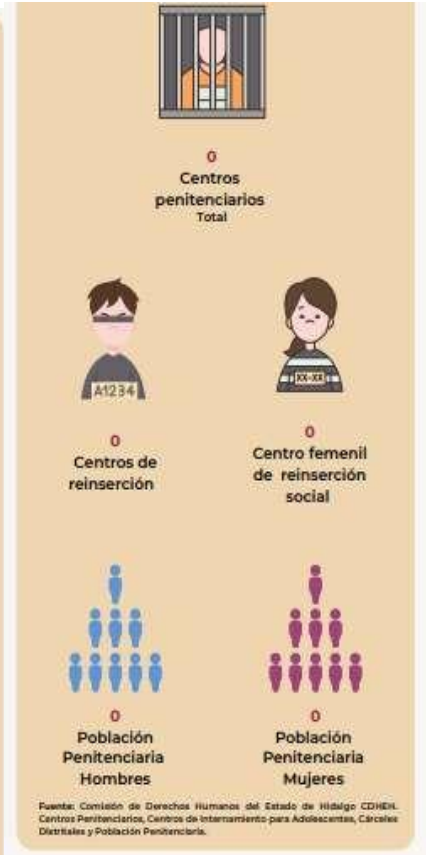 0
Centros
penitenciarios
Total
A1234
XX-XX
0
Centros de
reinserción
0
Centro femenil
de reinserción
social
0
Población
Penitenciaria
Hombres
0
Población
Penitenciaria
Mujeres
Fuente: Comisión de Derechos Humanos del Estado de Hidalgo CDHEH.
Centros Penitenciarios, Centros de Internamiento para Adolescentes, Cárceles
Distritales y Población Penitenciaria.